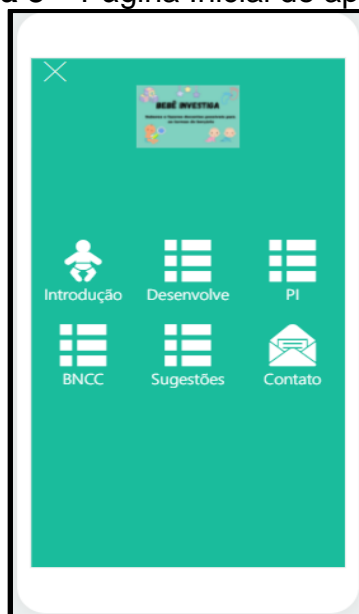 a 3 – Página Inicial do ap
BEBÊ INVESTIGA
Introdução
Desenvolve
PI
BNCC
Sugestões
Contato